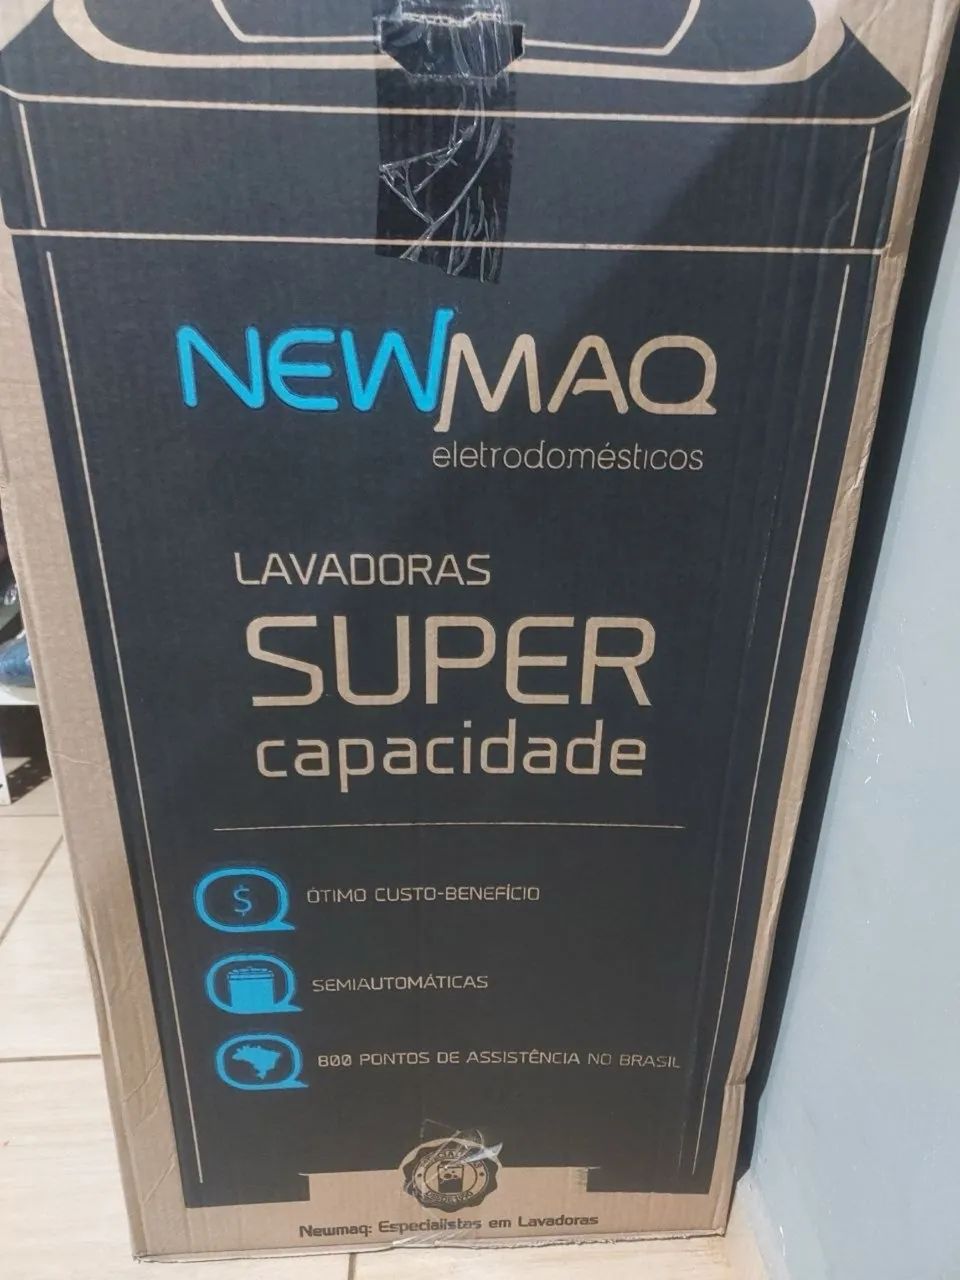 NEWMAQ
eletrodomésticos
LAVADORAS
SUPER
capacidade
$
ÓTIMO CUSTO-BENEFÍCIO
SEMIAUTOMÁTICAS
800 PONTOS DE ASSISTÊNCIA NO BRASIL
Newmaq: Especialistas em Lavadoras